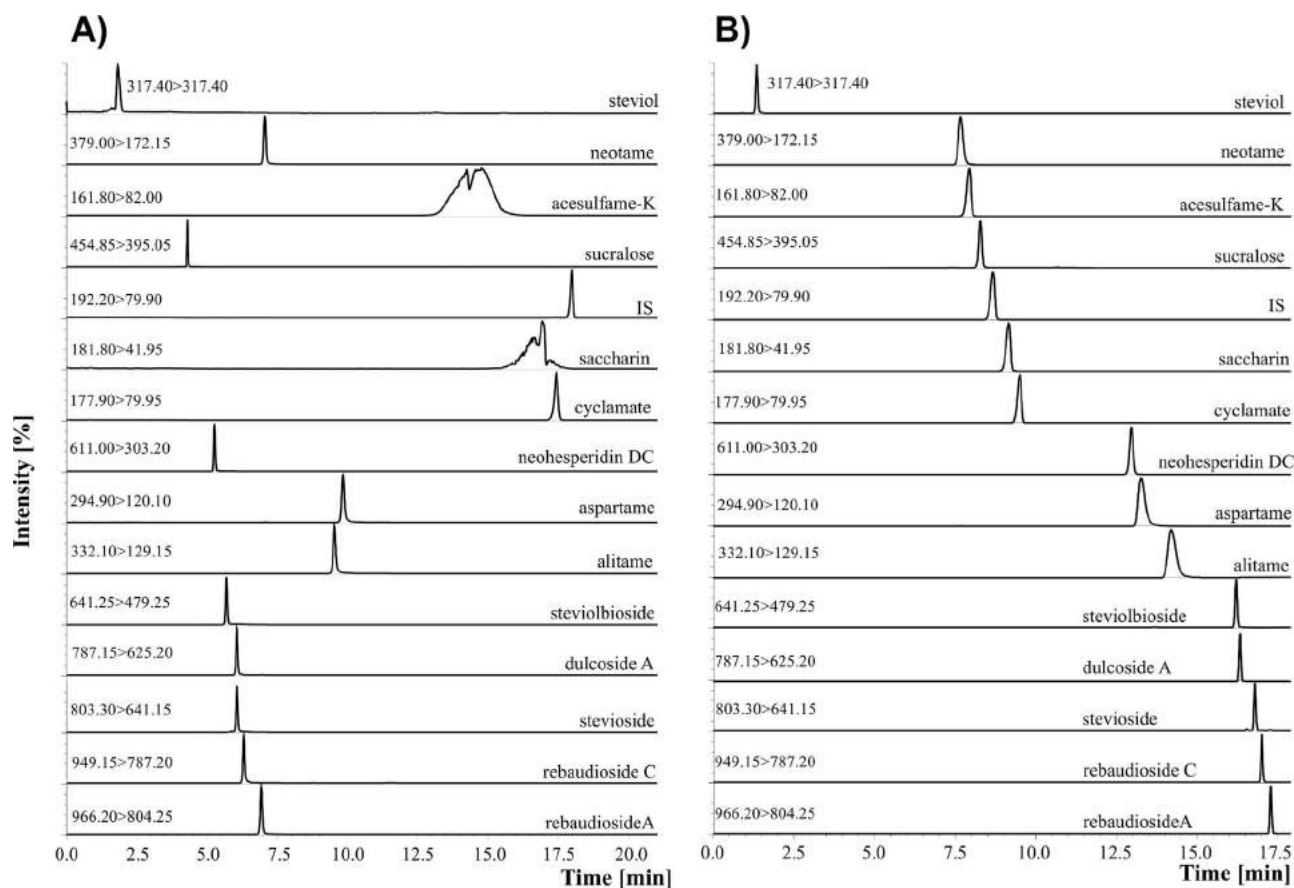 A)
317.40>317.40
steviol
379.00>172.15
neotame
161.80>82.00
acesulfame-K
454.85>395.05
sucralose
192.20>79.90
IS
181.80>41.95
saccharin
177.90>79.95
cyclamate
611.00>303.20
neohesperidin DC
294.90>120.10
aspartame
332.10>129.15
alitame
641.25>479.25
steviolbioside
787.15>625.20
dulcoside A
803.30>641.15
stevioside
949.15>787.20
rebaudioside C
966.20>804.25
rebaudiosideA
Intensity [%]
0.0 2.5 5.0 7.5 10.0 12.5 15.0 17.5 20.0
Time [min]
B)
317.40>317.40
steviol
379.00>172.15
neotame
161.80>82.00
acesulfame-K
454.85>395.05
sucralose
192.20>79.90
IS
181.80>41.95
saccharin
177.90>79.95
cyclamate
611.00>303.20
neohesperidin DC
294.90>120.10
aspartame
332.10>129.15
alitame
641.25>479.25
steviolbioside
787.15>625.20
dulcoside A
803.30>641.15
stevioside
949.15>787.20
rebaudioside C
966.20>804.25
rebaudiosideA
0.0 2.5 5.0 7.5 10.0 12.5 15.0 17.5
Time [min]